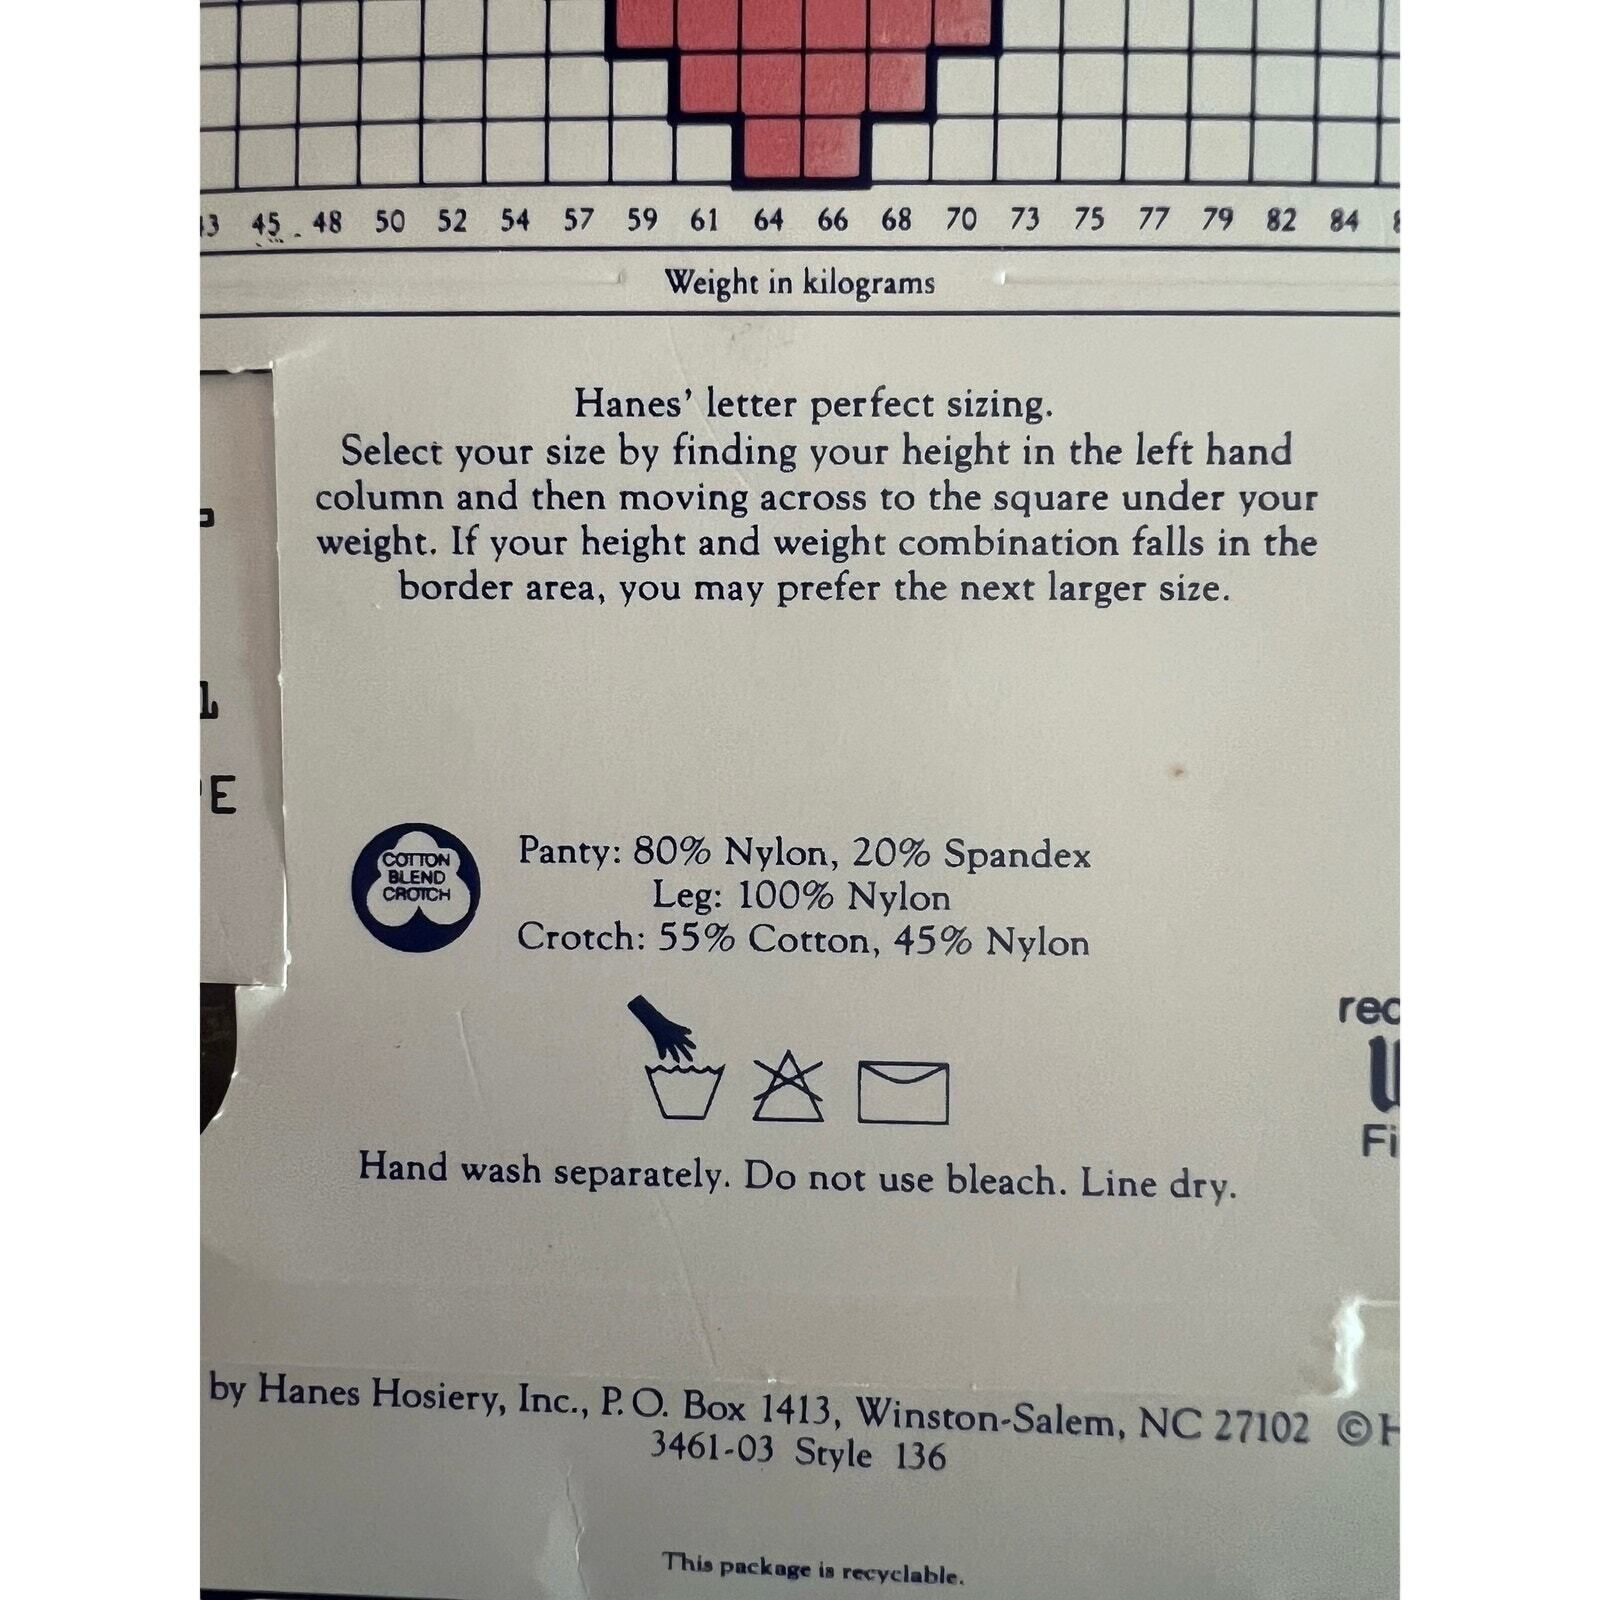 45 48 50 52 54 57 59 61 64 66 68 70 73 75 77 79 82 84
Weight in kilograms
Hanes' letter perfect sizing.
Select your size by finding your height in the left hand
column and then moving across to the square under your
weight. If your height and weight combination falls in the
border area, you may prefer the next larger size.
E
COTTON
BLEND
CROTCH
Panty: 80% Nylon, 20% Spandex
Leg: 100% Nylon
Crotch: 55% Cotton, 45% Nylon
Hand wash separately. Do not use bleach. Line dry.
by Hanes Hosiery, Inc., P.O. Box 1413, Winston-Salem, NC 27102 ©
3461-03 Style 136
This package is recyclable.